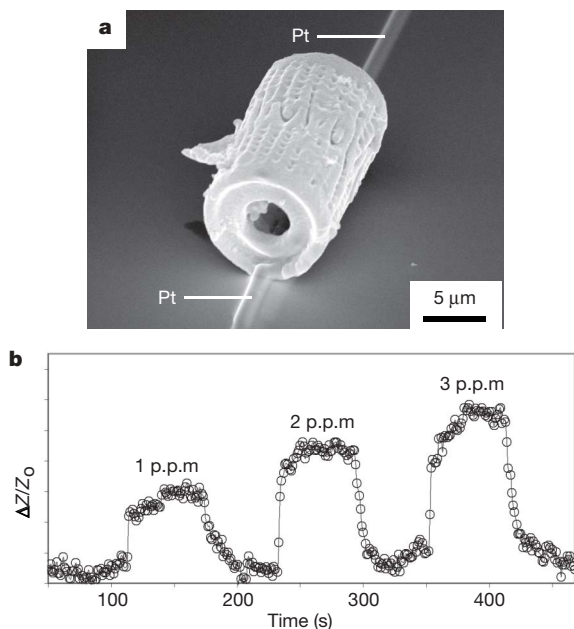 a
Pt
Pt
5 μm
b
3 p.p.m
2 p.p.m
1 p.p.m
ΔZ/Z₀
100 200 300 400
Time (s)